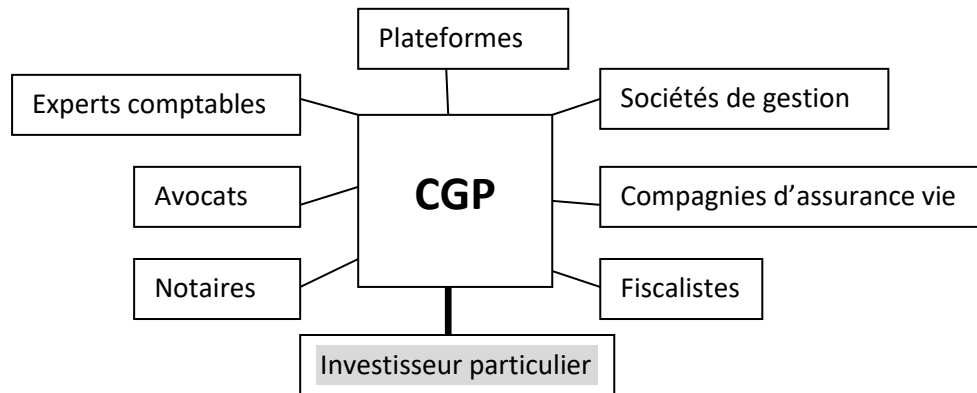 Plateformes
Experts comptables
Sociétés de gestion
Avocats
CGP
Compagnies d’assurance vie
Notaires
Fiscalistes
Investisseur particulier